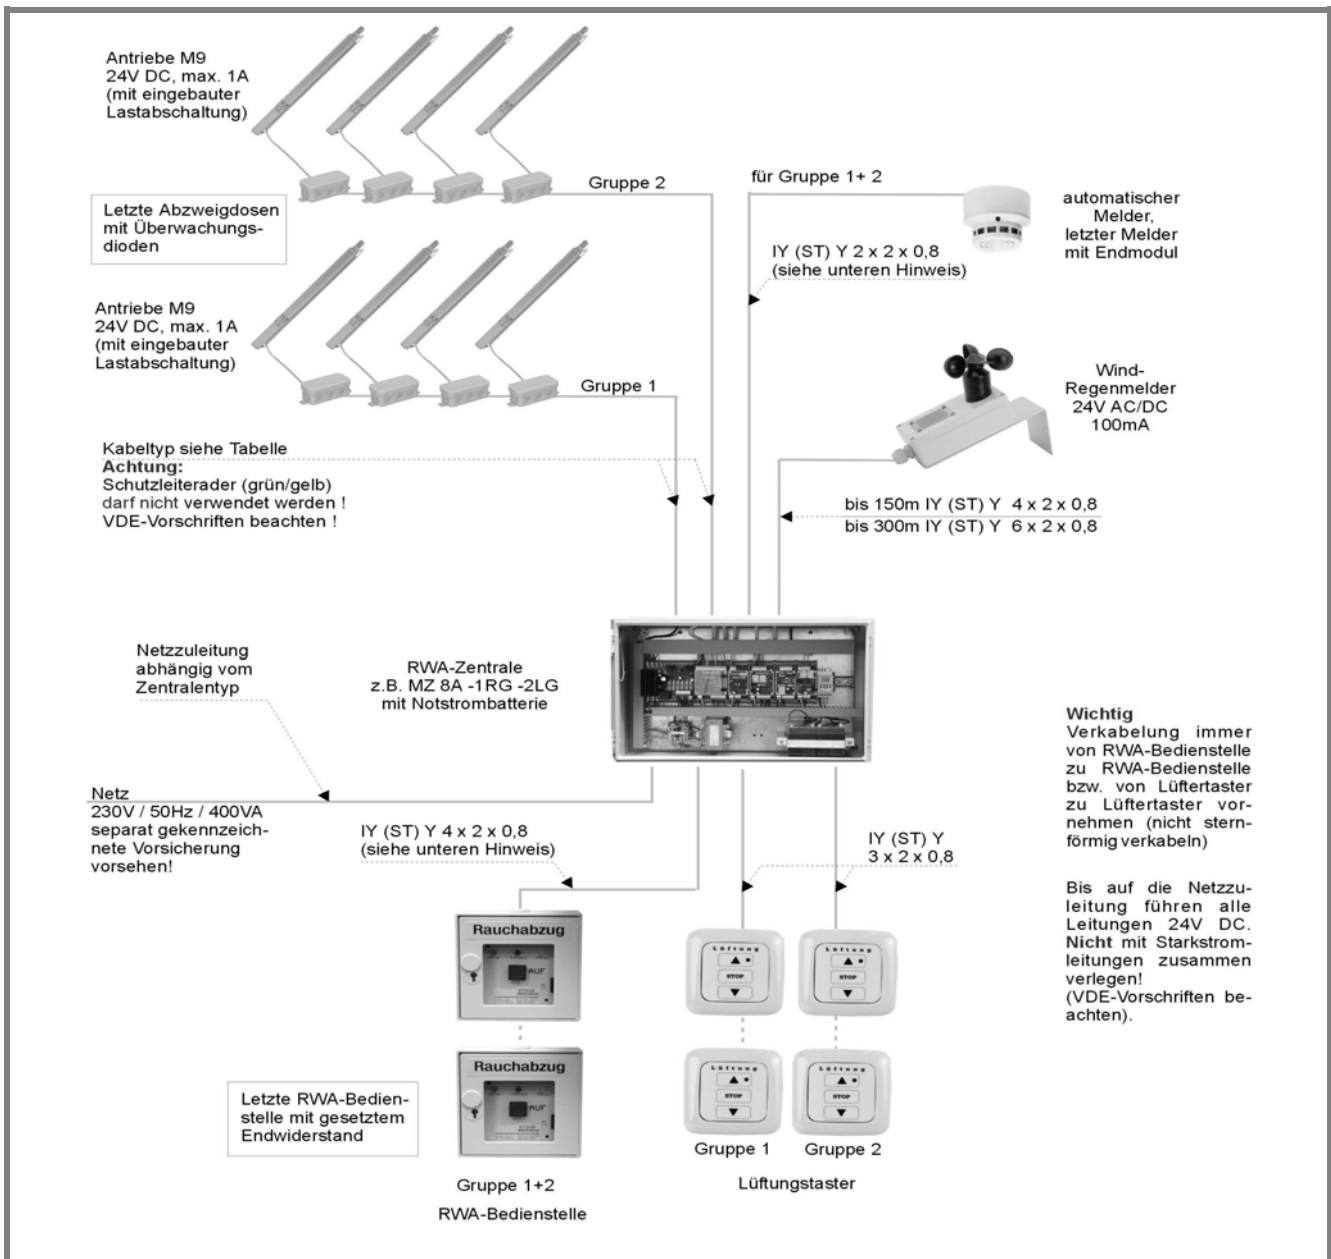 Antriebe M9
24V DC, max. 1A
(mit eingebauter
Lastabschaltung)
Gruppe 2
Letzte Abzweigdosen
mit Überwachungs-
dioden
für Gruppe 1+ 2
automatischer
Melder,
letzter Melder
mit Endmodul
IY (ST) Y 2 x 2 x 0,8
(siehe unteren Hinweis)
Antriebe M9
24V DC, max. 1A
(mit eingebauter
Lastabschaltung)
Gruppe 1
Wind-
Regenmelder
24V AC/DC
100mA
Kabeltyp siehe Tabelle
Achtung:
Schutzleiterader (grün/gelb)
darf nicht verwendet werden !
VDE-Vorschriften beachten !
bis 150m IY (ST) Y 4 x 2 x 0,8
bis 300m IY (ST) Y 6 x 2 x 0,8
Netzzuleitung
abhängig vom
Zentralentyp
RWA-Zentrale
z.B. MZ 8A -1RG -2LG
mit Notstrombatterie
Netz
230V / 50Hz / 400VA
separat gekennzeich-
nete Vorsicherung
vorsehen!
IY (ST) Y 4 x 2 x 0,8
(siehe unteren Hinweis)
IY (ST) Y
3 x 2 x 0,8
Wichtig
Verkabelung immer
von RWA-Bedienstelle
zu RWA-Bedienstelle
bzw. von Lüftertaster
zu Lüftertaster vor-
nehmen (nicht stern-
förmig verkabeln)
Bis auf die Netzzu-
leitung führen alle
Leitungen 24V DC.
Nicht mit Starkstrom-
leitungen zusammen
verlegen!
(VDE-Vorschriften be-
achten).
Rauchabzug
AUF
Lüftung
STOP
Lüftung
STOP
Rauchabzug
AUF
Lüftung
STOP
Lüftung
STOP
Letzte RWA-Bedien-
stelle mit gesetztem
Endwiderstand
Gruppe 1 Gruppe 2
Lüftungstaster
Gruppe 1+2
RWA-Bedienstelle